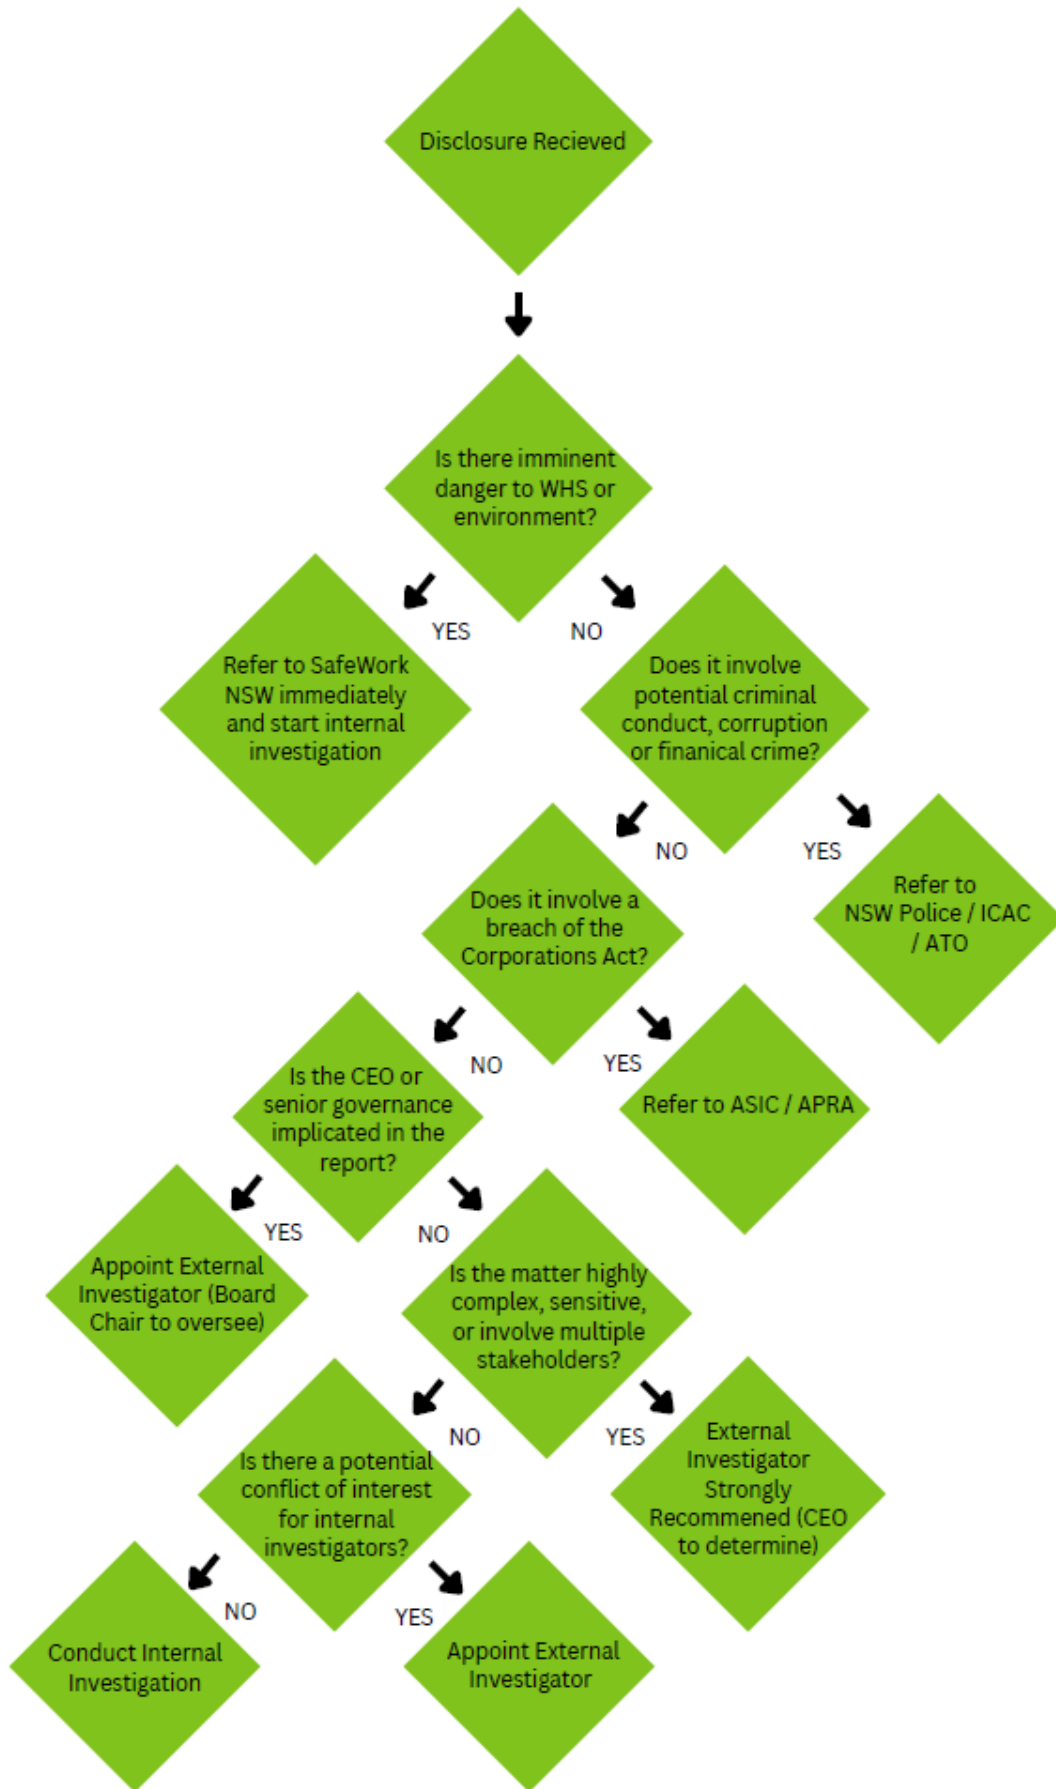 Disclosure Recieved
Is there imminent
danger to WHS or
environment?
YES
NO
Refer to SafeWork
NSW immediately
and start internal
investigation
Does it involve
potential criminal
conduct, corruption
or finanical crime?
NO
YES
Does it involve a
breach of the
Corporations Act?
Refer to
NSW Police / ICAC
/ ATO
NO
YES
Is the CEO or
senior governance
implicated in the
report?
Refer to ASIC / APRA
YES
NO
Appoint External
Investigator (Board
Chair to oversee)
Is the matter highly
complex, sensitive,
or involve multiple
stakeholders?
NO
YES
Is there a potential
conflict of interest
for internal
investigators?
External
Investigator
Strongly
Recommened (CEO
to determine)
NO
YES
Conduct Internal
Investigation
Appoint External
Investigator